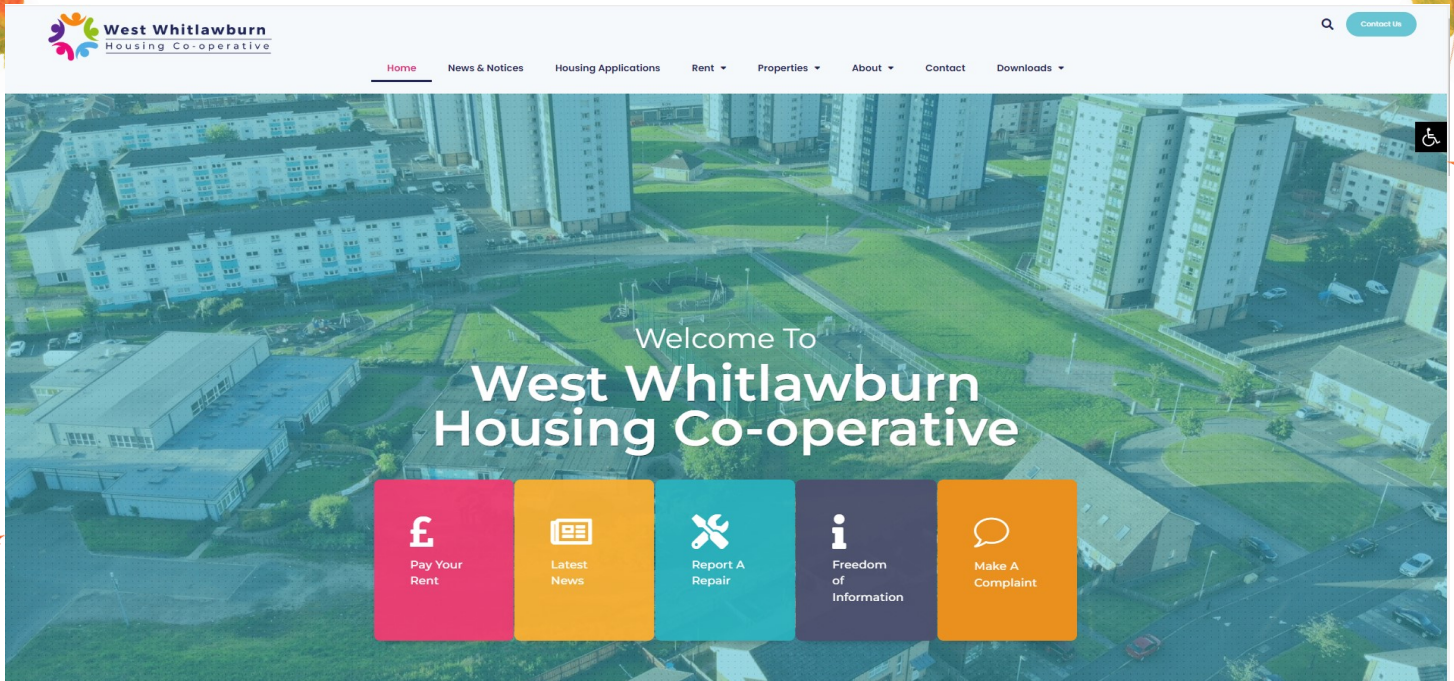 West Whitlawburn
Housing Co-operative
Contact Us
Home News & Notices Housing Applications Rent Properties About Contact Downloads
Welcome To
West Whitlawburn
Housing Co-operative
£
Pay Your
Rent
Latest
News
Report A
Repair
Freedom
of
Information
Make A
Complaint